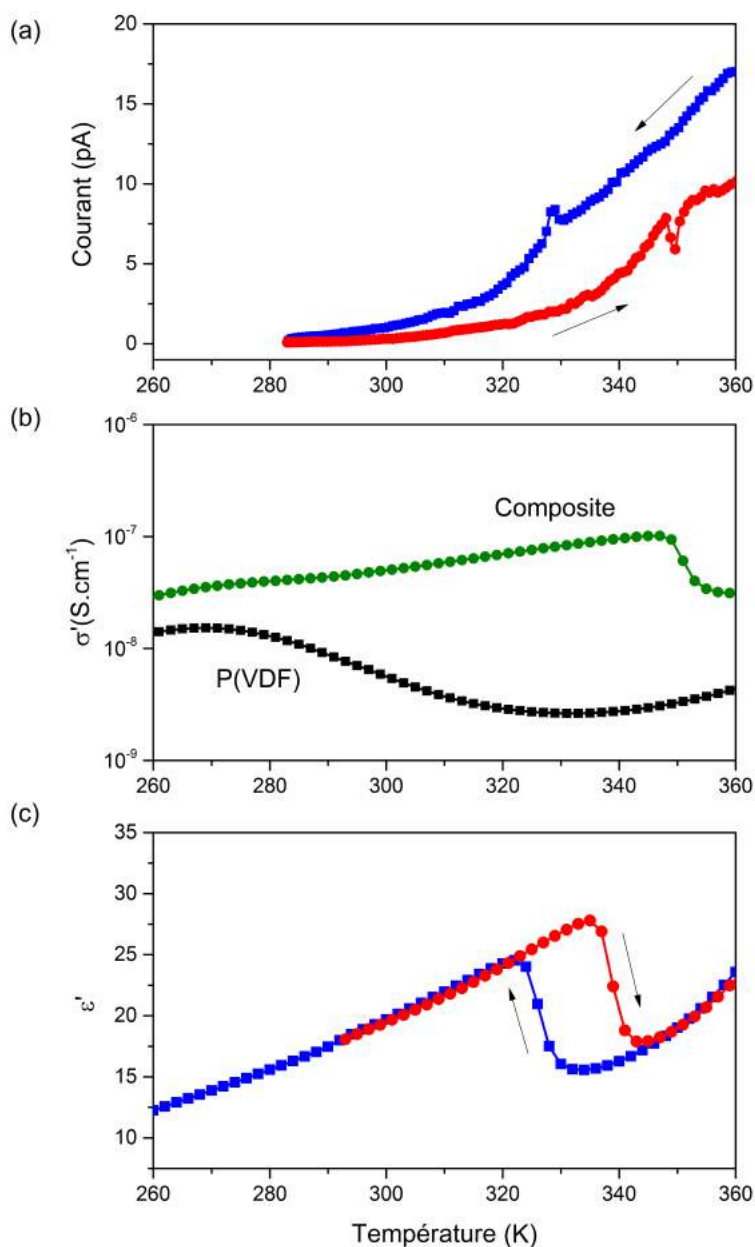 (a)
20
15
10
5
0
Courant (pA)
260 280 300 320 340 360
(b)
10⁻⁶
10⁻⁷
10⁻⁸
10⁻⁹
σ'(S.cm⁻¹)
Composite
P(VDF)
260 280 300 320 340 360
(c)
35
30
25
20
15
10
ε'
260 280 300 320 340 360
Température (K)